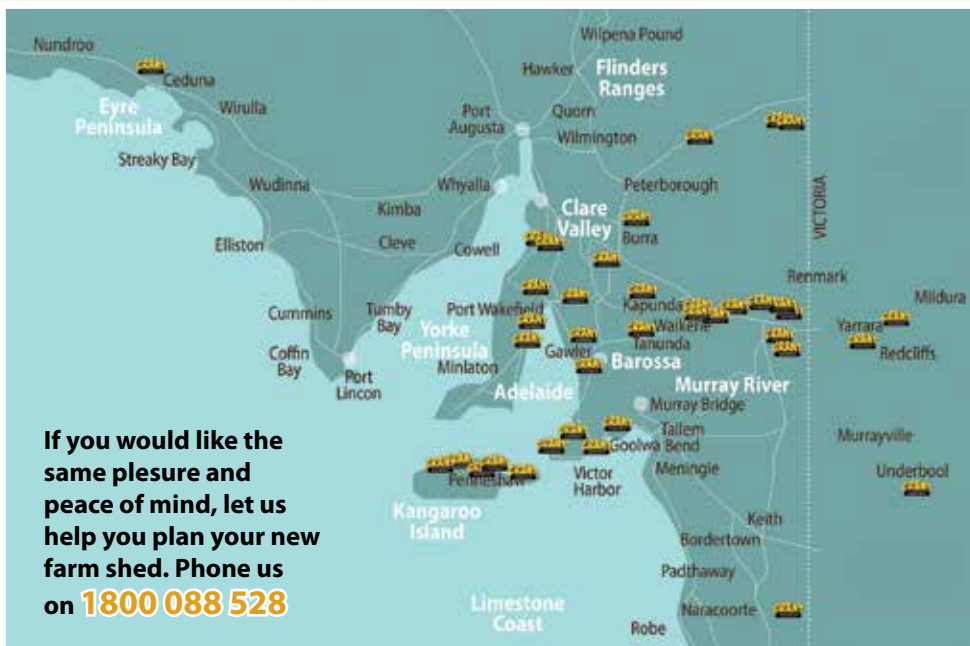 Wilpena Pound
Nundroo
Hawker
Flinders
Ranges
Ceduna
Eyre
Peninsula
Wirulla
Port
Augusta
Quorn
Wilmington
Streaky Bay
Wudinna
Whyalla
Peterborough
VICTORIA
Kimba
Clare
Valley
Elliston
Cleve
Cowell
Burra
Renmark
Mildura
Cummins
Tumby
Bay
Port Wakefield
Kapunda
Waikerie
Yarrara
Yorke
Peninsula
Tanunda
Redcliffs
Coffin
Bay
Gawler
Barossa
Port
Lincon
Minlaton
Adelaide
Murray River
Murray Bridge
Tallem
Bend
Goolwa
Murrayville
Meningie
Underbool
Victor
Harbor
Penneshaw
Kangaroo
Island
Keith
Bordertown
Padthaway
Limestone
Coast
Naracoorte
Robe
If you would like the
same plesure and
peace of mind, let us
help you plan your new
farm shed. Phone us
on 1800 088 528